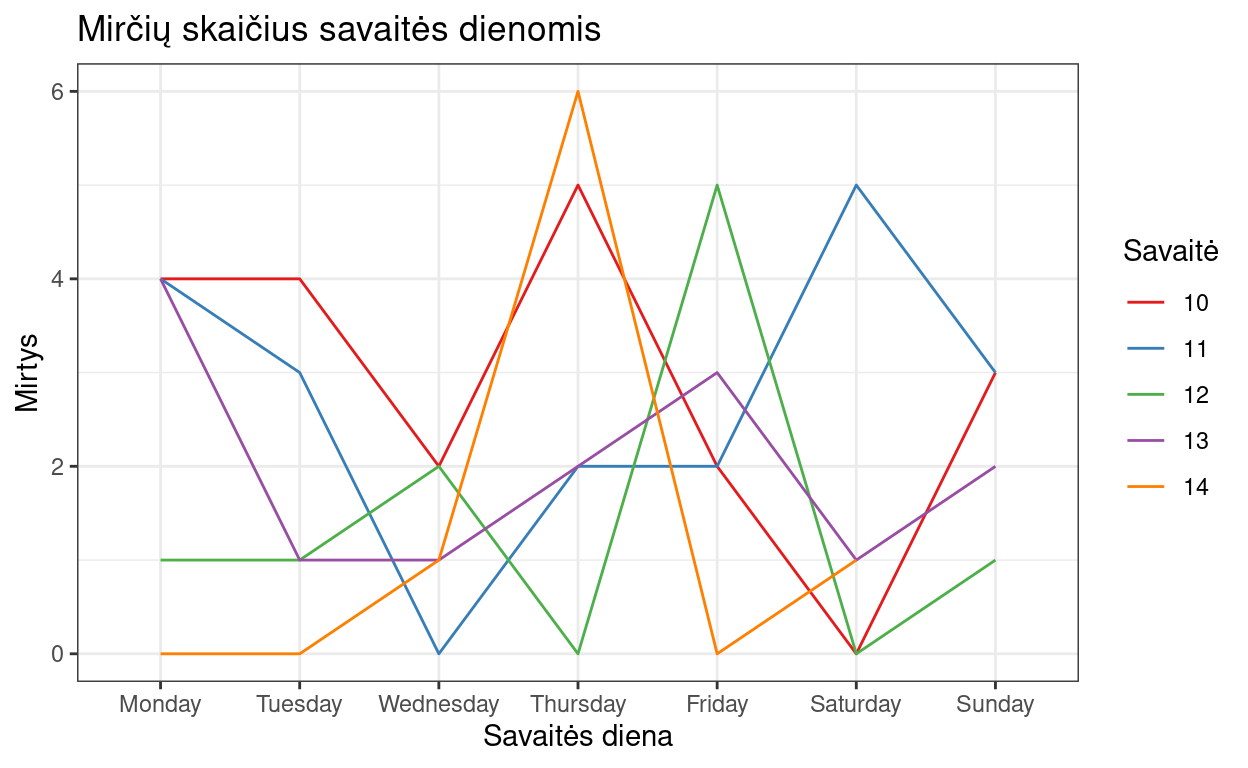 Mirčių skaičius savaitės dienomis
Mirtys
6
4
2
0
Monday Tuesday Wednesday Thursday Friday Saturday Sunday
Savaitės diena
Savaitė
10
11
12
13
14